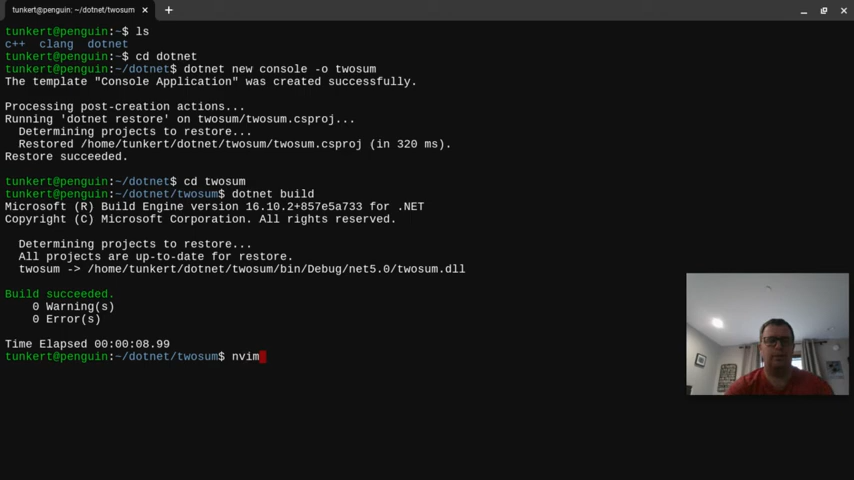 tunkert@penguin: ~/dotnet/twosum
tunkert@penguin:~$ ls
c++  clang  dotnet
tunkert@penguin:~$ cd dotnet
tunkert@penguin:~/dotnet$ dotnet new console -o twosum
The template "Console Application" was created successfully.
Processing post-creation actions...
Running 'dotnet restore' on twosum/twosum.csproj...
  Determining projects to restore...
  Restored /home/tunkert/dotnet/twosum/twosum.csproj (in 320 ms).
Restore succeeded.
tunkert@penguin:~/dotnet$ cd twosum
tunkert@penguin:~/dotnet/twosum$ dotnet build
Microsoft (R) Build Engine version 16.10.2+857e5a733 for .NET
Copyright (C) Microsoft Corporation. All rights reserved.
  Determining projects to restore...
  All projects are up-to-date for restore.
  twosum -> /home/tunkert/dotnet/twosum/bin/Debug/net5.0/twosum.dll
Build succeeded.
    0 Warning(s)
    0 Error(s)
Time Elapsed 00:00:08.99
tunkert@penguin:~/dotnet/twosum$ nvim